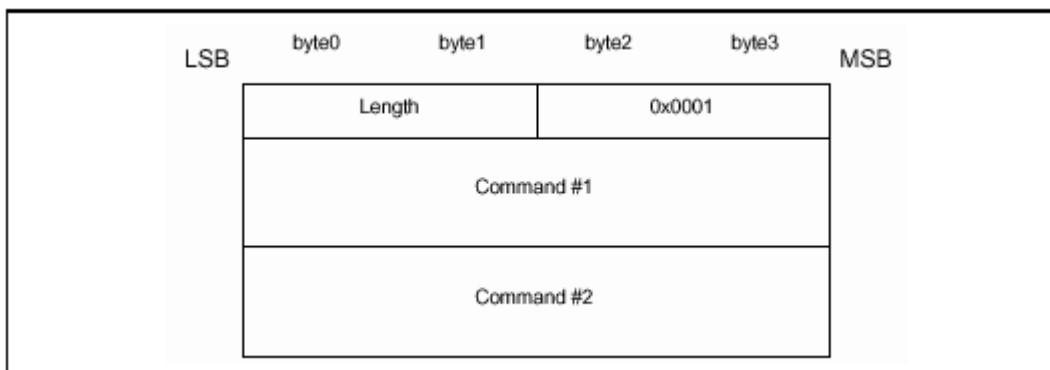 byte0 byte1 byte2 byte3
LSB MSB
Length 0x0001
Command #1
Command #2